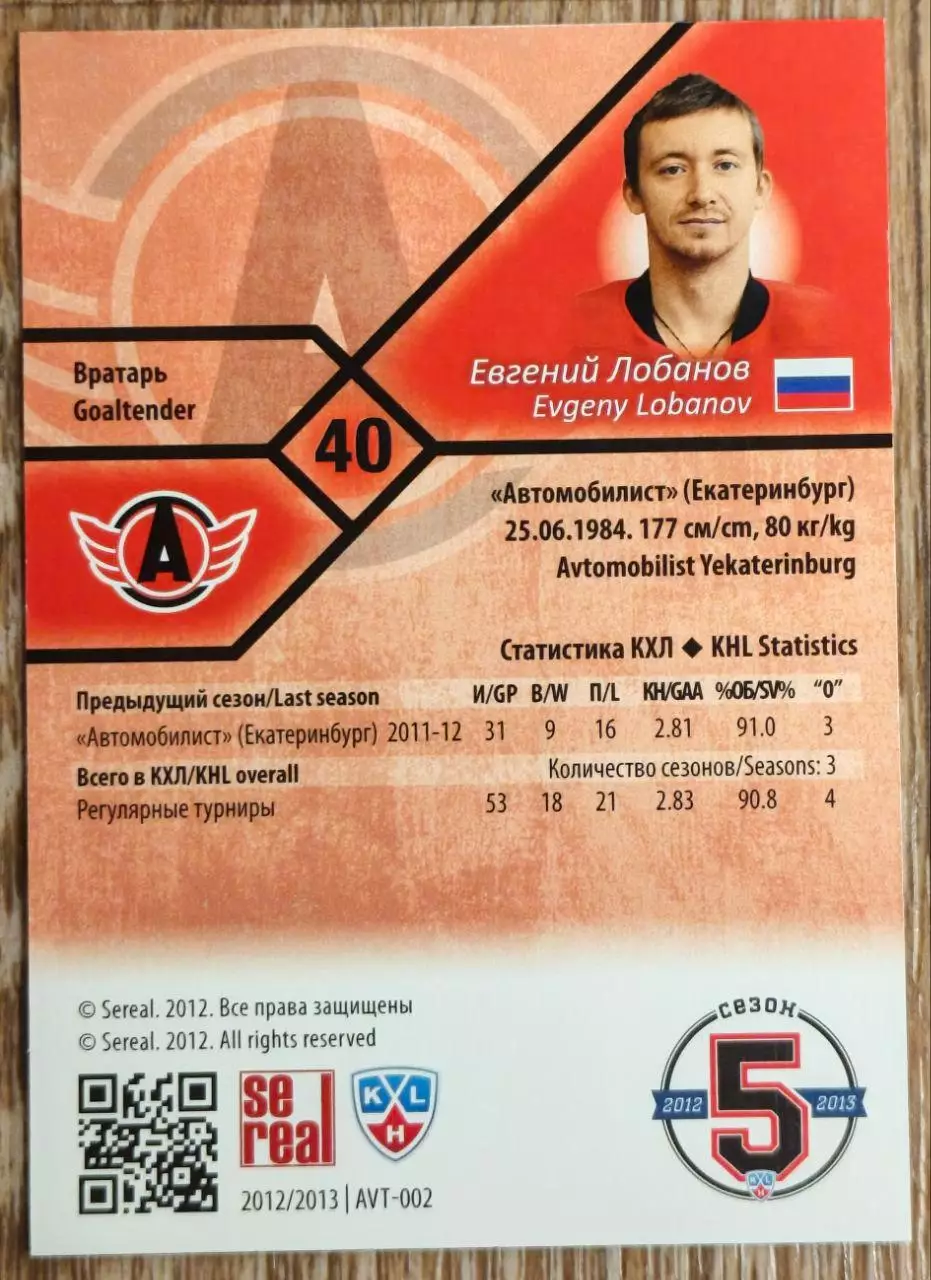 Евгений Лобанов
Evgeny Lobanov
Вратарь
Goaltender
40
А
«Автомобилист» (Екатеринбург)
25.06.1984. 177 см/cm, 80 кг/kg
Avtomobilist Yekaterinburg
Статистика КХЛ ◆ KHL Statistics
Предыдущий сезон/Last season И/GP В/W П/L КН/GAA %ОБ/SV% “0”
«Автомобилист» (Екатеринбург) 2011-12 31 9 16 2.81 91.0 3
Всего в КХЛ/KHL overall Количество сезонов/Seasons: 3
Регулярные турниры 53 18 21 2.83 90.8 4
© Sereal. 2012. Все права защищены
© Sereal. 2012. All rights reserved
se
real
KXL
H
2012/2013 | AVT-002
сезон
2012 5 2013
KXL
H